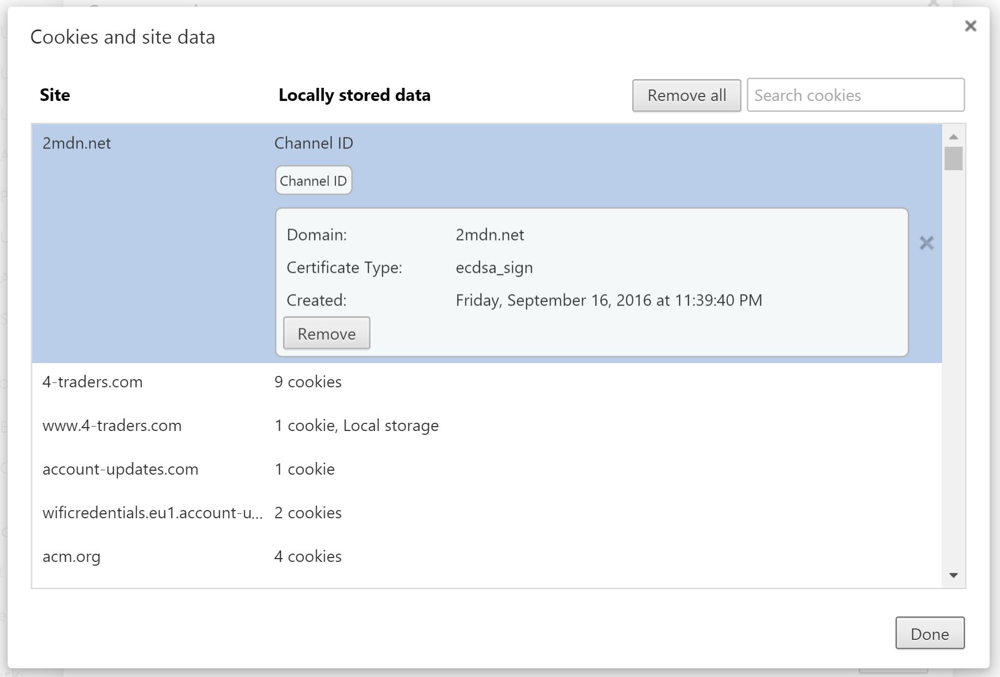 Cookies and site data
Site Locally stored data Remove all Search cookies
2mdn.net Channel ID
Channel ID
Domain: 2mdn.net
Certificate Type: ecdsa_sign
Created: Friday, September 16, 2016 at 11:39:40 PM
Remove
4-traders.com 9 cookies
www.4-traders.com 1 cookie, Local storage
account-updates.com 1 cookie
wificredentials.eu1.account-u... 2 cookies
acm.org 4 cookies
Done